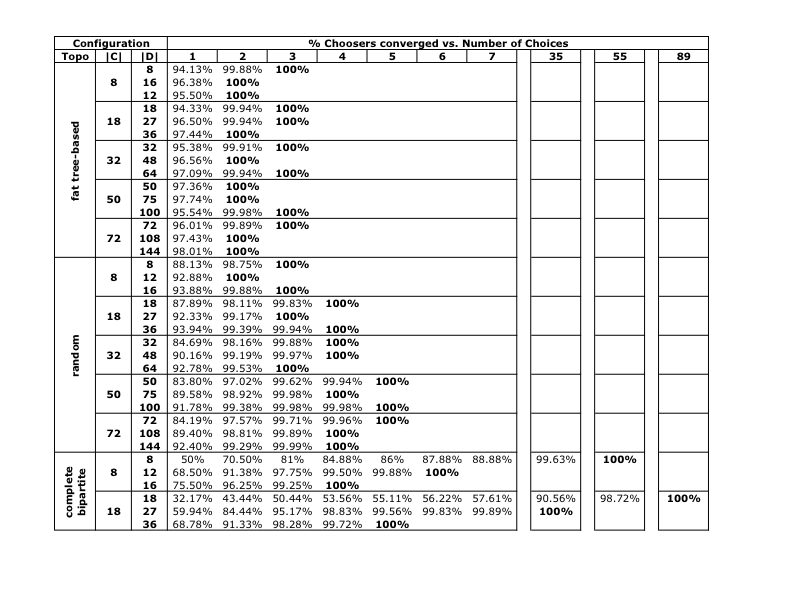 Configuration % Choosers converged vs. Number of Choices
Topo |C| |D| 1 2 3 4 5 6 7 35 55 89
fat tree-based 8 8 94.13% 99.88% 100%
16 96.38% 100%
12 95.50% 100%
18 18 94.33% 99.94% 100%
27 96.50% 99.94% 100%
36 97.44% 100%
32 32 95.38% 99.91% 100%
48 96.56% 100%
64 97.09% 99.94% 100%
50 50 97.36% 100%
75 97.74% 100%
100 95.54% 99.98% 100%
72 72 96.01% 99.89% 100%
108 97.43% 100%
144 98.01% 100%
random 8 8 88.13% 98.75% 100%
12 92.88% 100%
16 93.88% 99.88% 100%
18 18 87.89% 98.11% 99.83% 100%
27 92.33% 99.17% 100%
36 93.94% 99.39% 99.94% 100%
32 32 84.69% 98.16% 99.88% 100%
48 90.16% 99.19% 99.97% 100%
64 92.78% 99.53% 100%
50 50 83.80% 97.02% 99.62% 99.94% 100%
75 89.58% 98.92% 99.98% 100%
100 91.78% 99.38% 99.98% 99.98% 100%
72 72 84.19% 97.57% 99.71% 99.96% 100%
108 89.40% 98.81% 99.89% 100%
144 92.40% 99.29% 99.99% 100%
complete bipartite 8 8 50% 70.50% 81% 84.88% 86% 87.88% 88.88% 99.63% 100%
12 68.50% 91.38% 97.75% 99.50% 99.88% 100%
16 75.50% 96.25% 99.25% 100%
18 18 32.17% 43.44% 50.44% 53.56% 55.11% 56.22% 57.61% 90.56% 98.72% 100%
27 59.94% 84.44% 95.17% 98.83% 99.56% 99.83% 99.89% 100%
36 68.78% 91.33% 98.28% 99.72% 100%